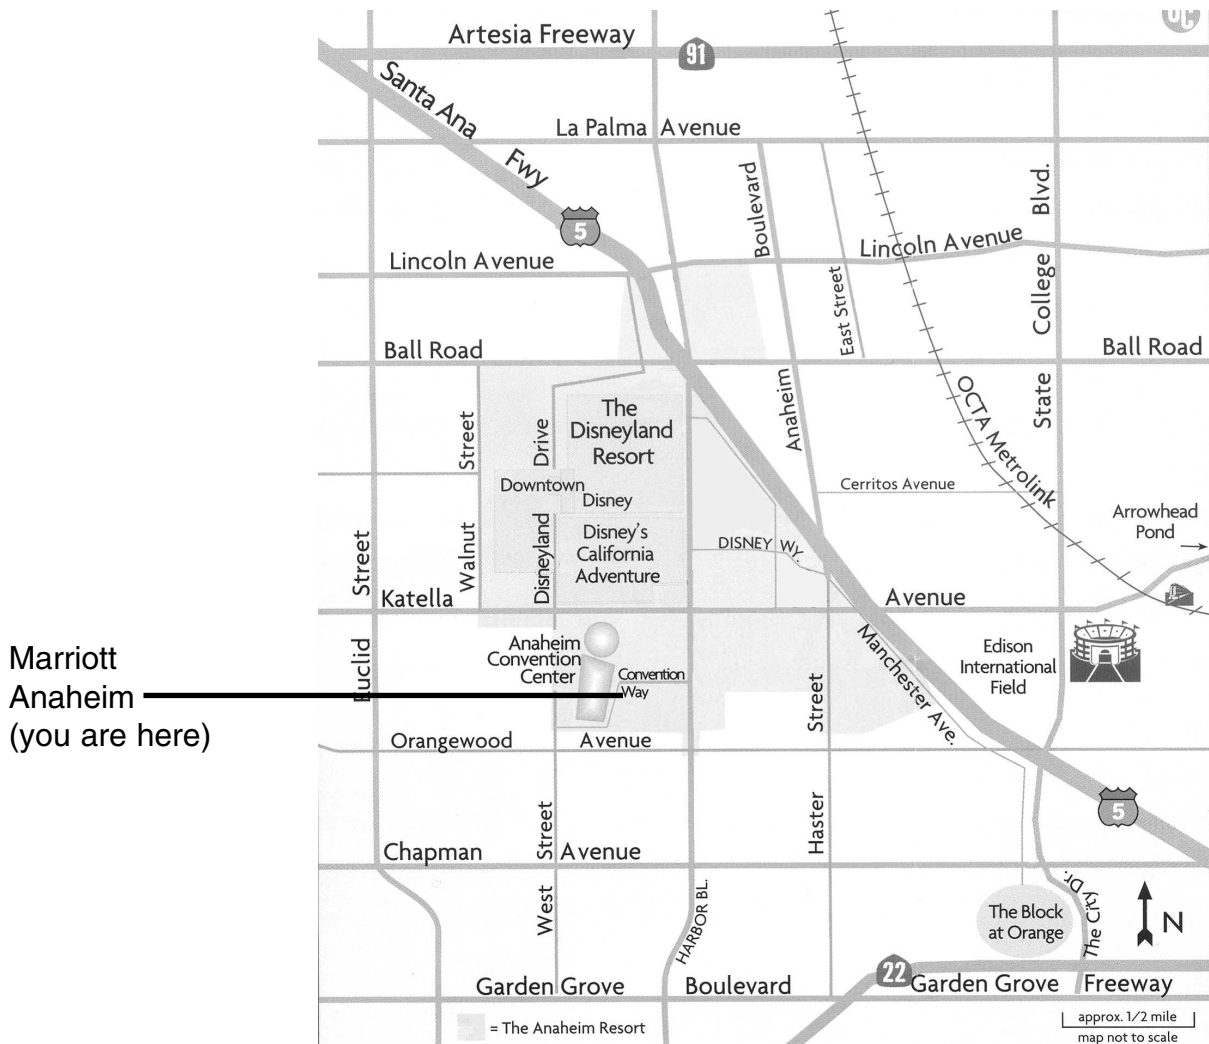 OC
Artesia Freeway
91
Santa Ana
Fwy
La Palma Avenue
5
Boulevard
Blvd.
Lincoln Avenue
Lincoln Avenue
East Street
College
Ball Road
Ball Road
State
Anaheim
OCTA Metrolink
Street
Drive
The
Disneyland
Resort
Downtown
Disney
Cerritos Avenue
Arrowhead
Pond
Street
Walnut
Disneyland
Disney's
California
Adventure
DISNEY WY.
Katella
Avenue
Marriott
Anaheim
(you are here)
Euclid
Anaheim
Convention
Center
Convention
Way
Street
Manchester Ave.
Edison
International
Field
Orangewood
Avenue
5
Street
Haster
Chapman
Avenue
West
HARBOR BL.
The Block
at Orange
The City Dr.
N
22
Garden Grove
Boulevard
Garden Grove Freeway
= The Anaheim Resort
approx. 1/2 mile
map not to scale